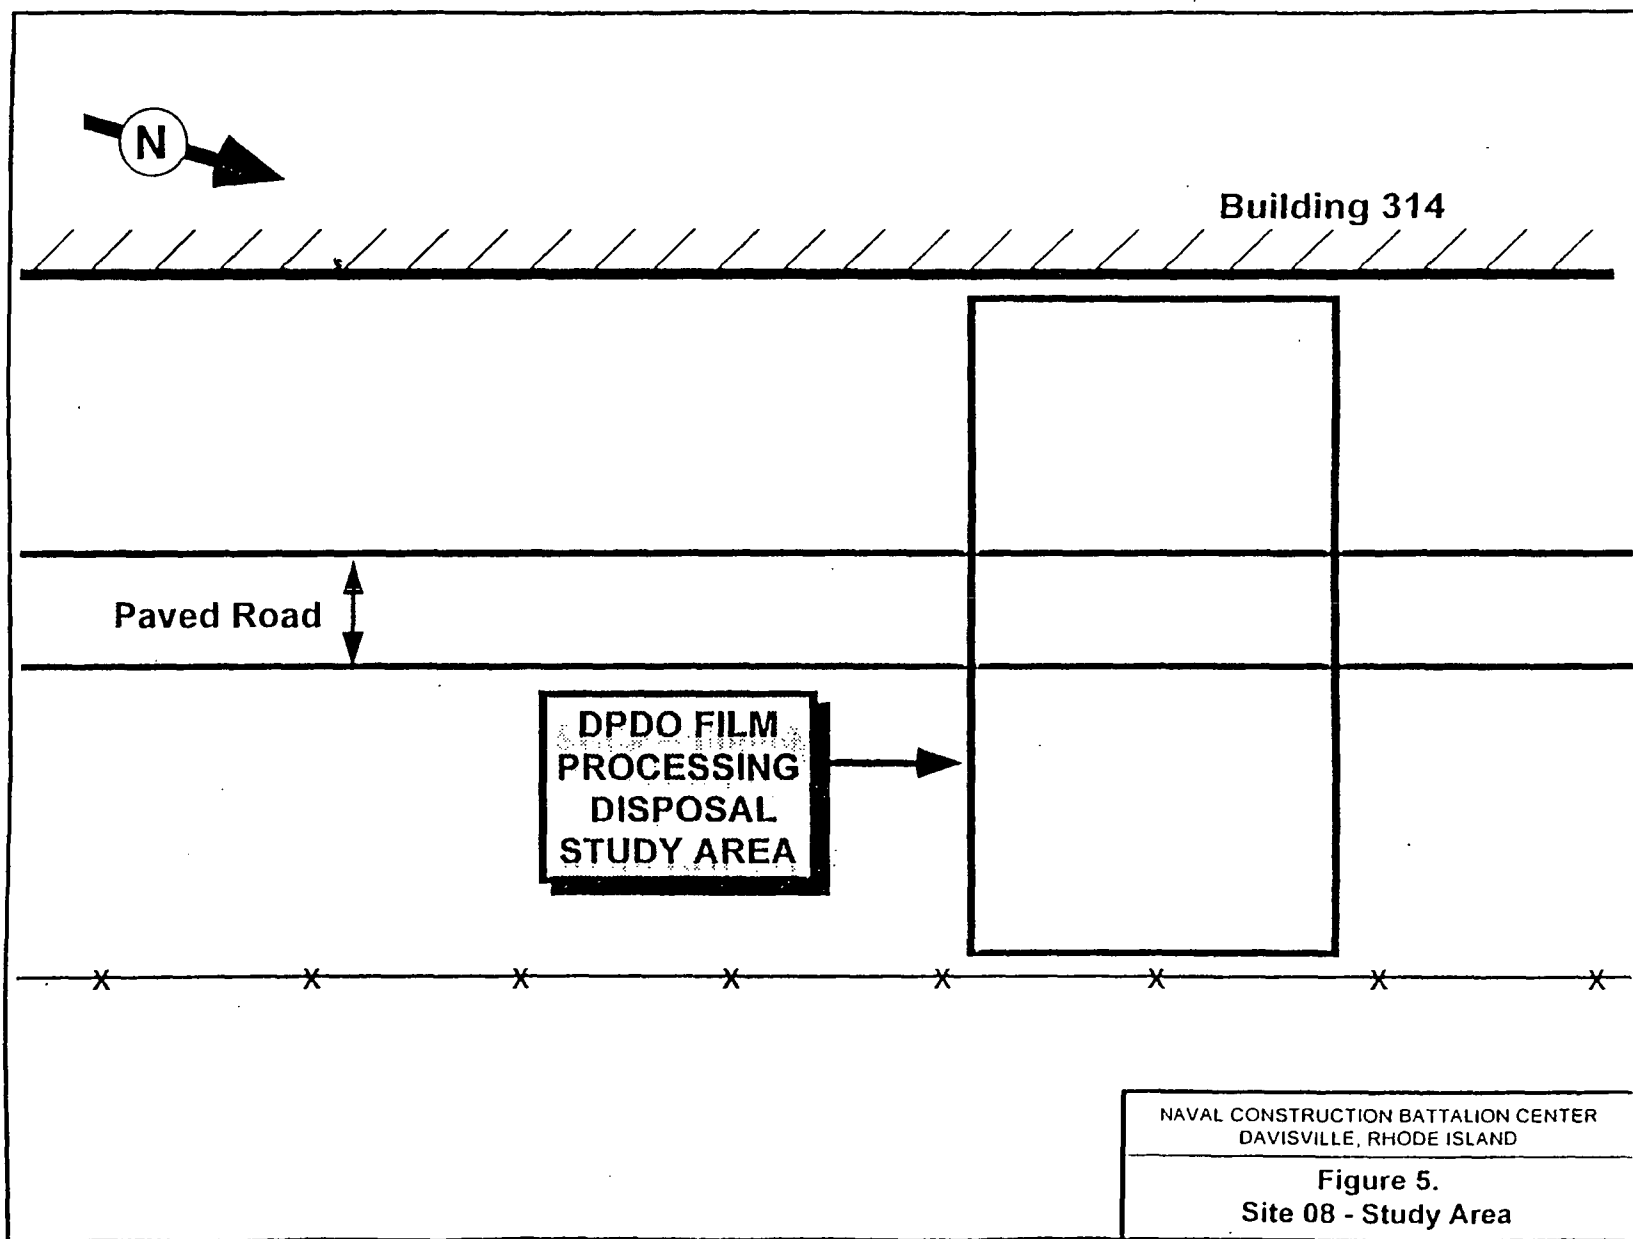 N
Building 314
Paved Road
DPDO FILM
PROCESSING
DISPOSAL
STUDY AREA
X X X X X X X X
NAVAL CONSTRUCTION BATTALION CENTER
DAVISVILLE, RHODE ISLAND
Figure 5.
Site 08 - Study Area